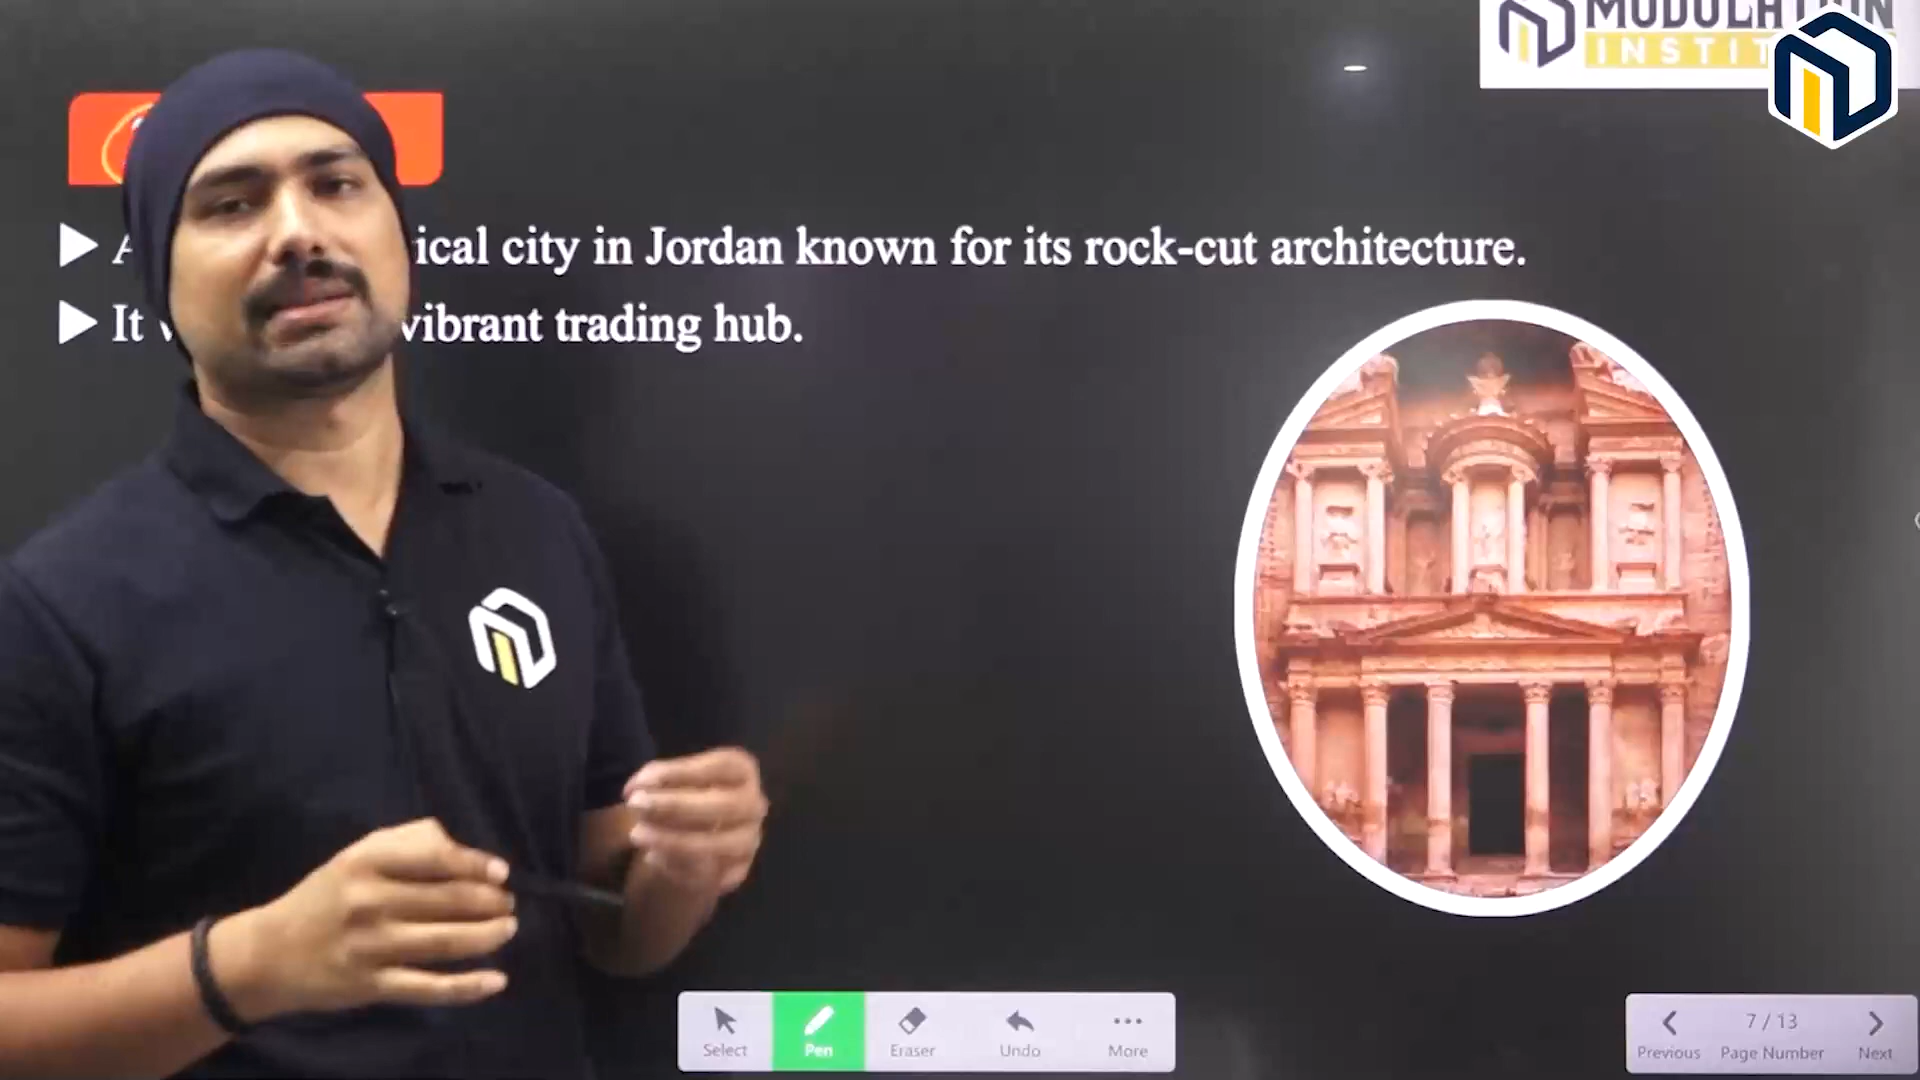 ical city in Jordan known for its rock-cut architecture.
It vibrant trading hub.
INSTIT
Select
Pen
Eraser
Undo
More
7 / 13
Previous Page Number Next